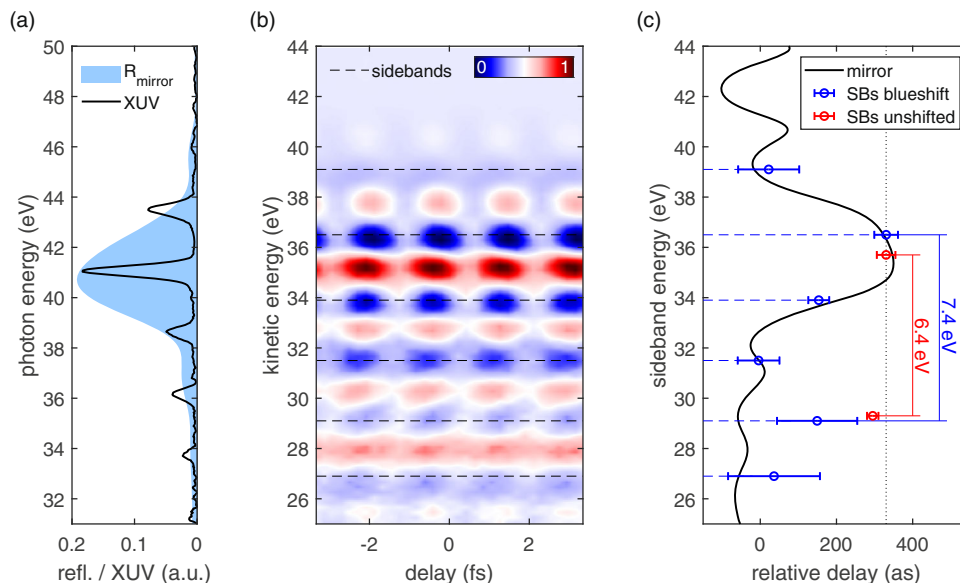 (a)
50
48
46
44
42
40
38
36
34
32
photon energy (eV)
R_mirror
XUV
0.2
0.1
0
refl. / XUV (a.u.)
(b)
44
42
40
38
36
34
32
30
28
26
kinetic energy (eV)
sidebands
0
1
-2
0
2
delay (fs)
(c)
44
42
40
38
36
34
32
30
28
26
sideband energy (eV)
mirror
SBs blueshift
SBs unshifted
7.4 eV
6.4 eV
0
200
400
relative delay (as)